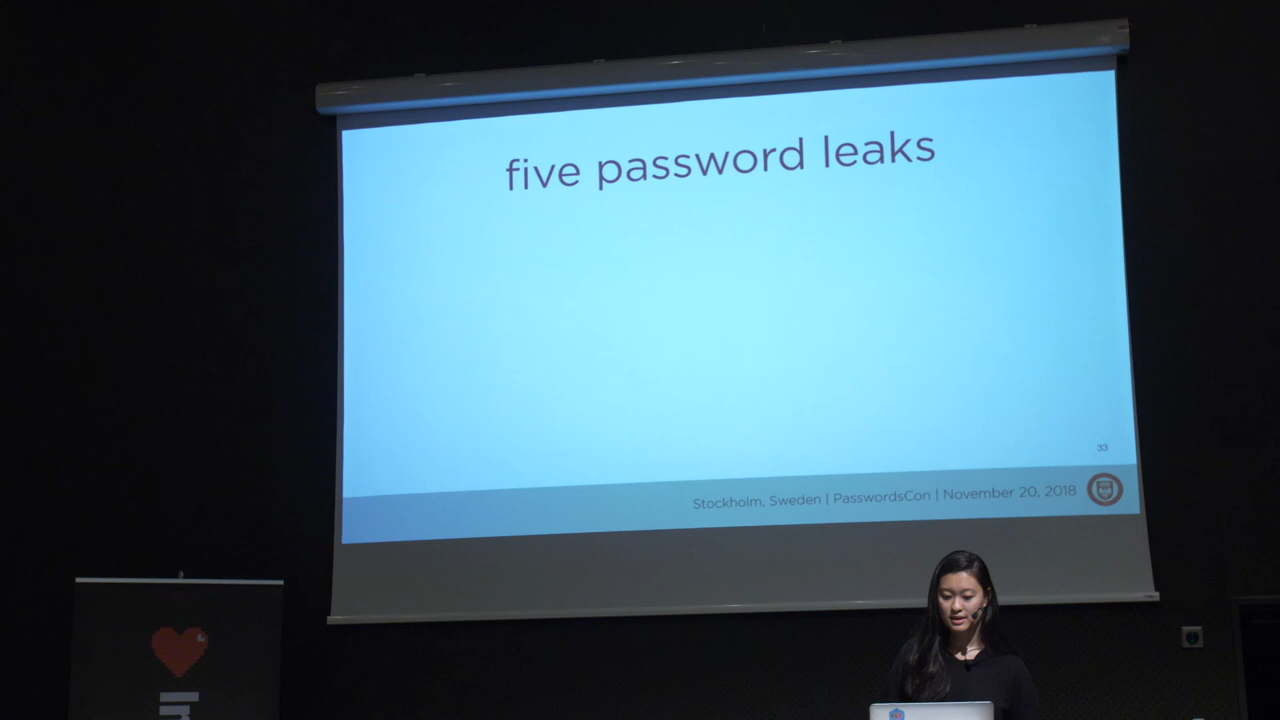 five password leaks
33
Stockholm, Sweden | PasswordsCon | November 20, 2018